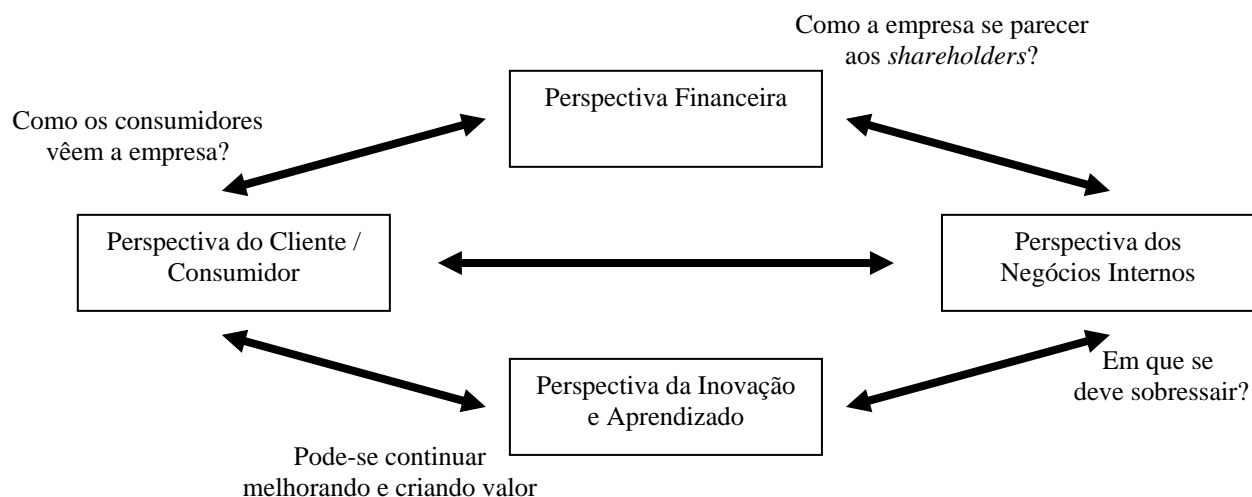 Como a empresa se parecer
aos shareholders?
Perspectiva Financeira
Como os consumidores
vêem a empresa?
Perspectiva do Cliente /
Consumidor
Perspectiva dos
Negócios Internos
Em que se
deve sobressair?
Perspectiva da Inovação
e Aprendizado
Pode-se continuar
melhorando e criando valor